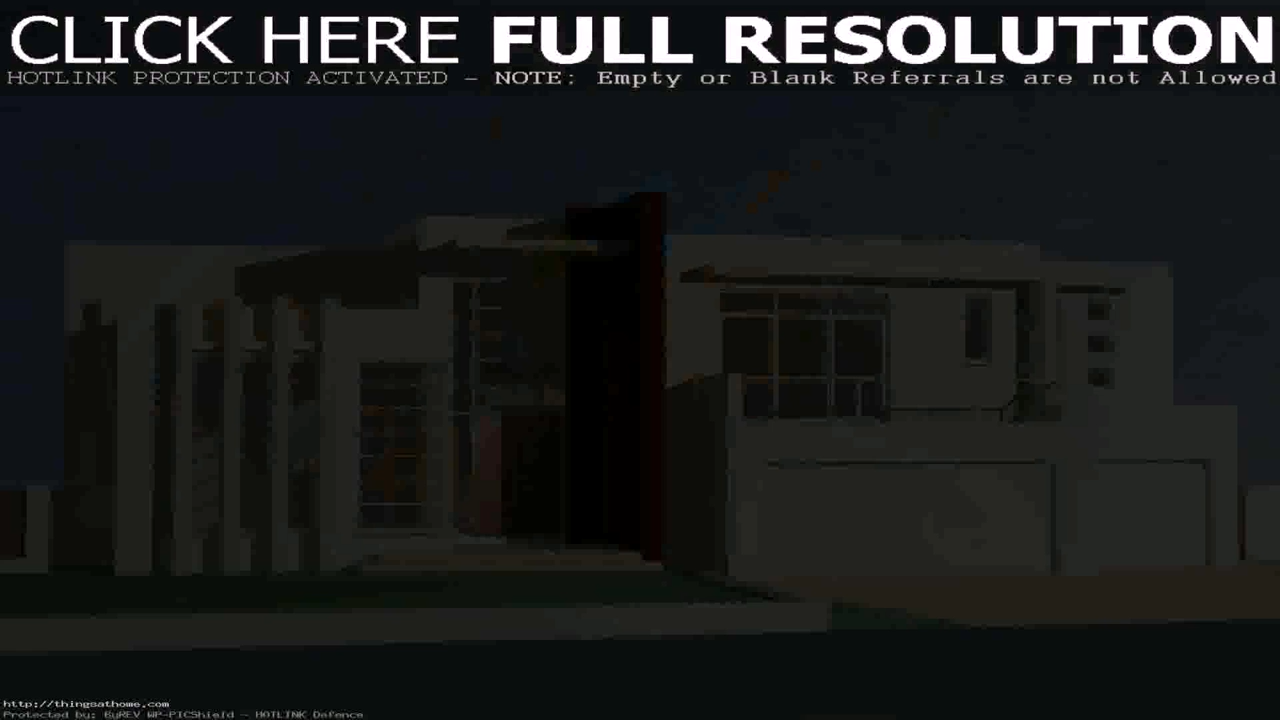 CLICK HERE FULL RESOLUTION
HOTLINK PROTECTION ACTIVATED – NOTE: Empty or Blank Referrals are not Allowed
http://thingsathome.com
Protected by: ByREV WP-PICShield – HOTLINK Defence